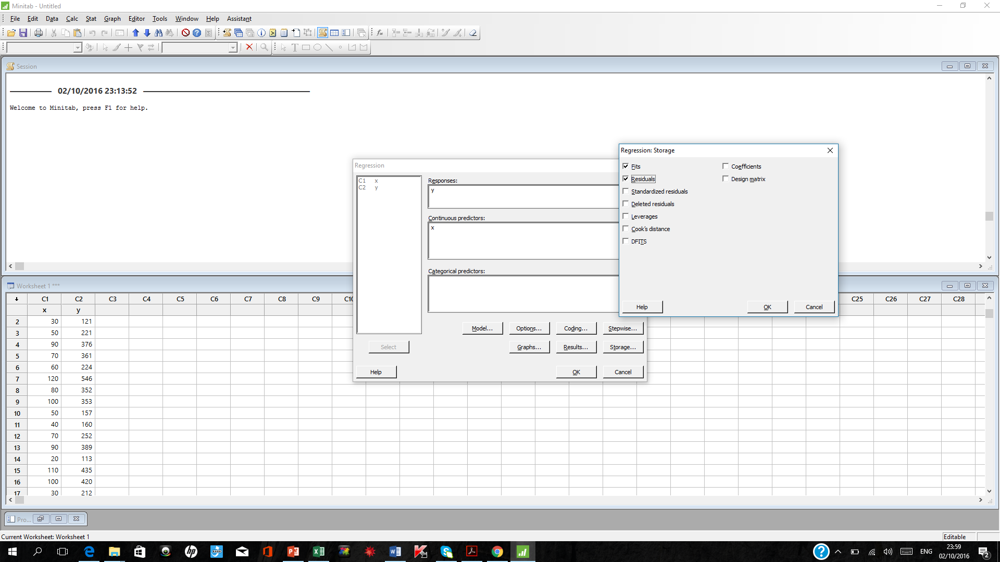 Minitab - Untitled
File Edit Data Calc Stat Graph Editor Tools Window Help Assistant
Session
02/10/2016 23:13:52
Welcome to Minitab, press F1 for help.
Regression
C1 x
C2 y
Responses:
y
Continuous predictors:
x
Categorical predictors:
Model... Options... Coding... Stepwise...
Select Graphs... Results... Storage...
Help OK Cancel
Regression: Storage
Fits Coefficients
Residuals Design matrix
Standardized residuals
Deleted residuals
Leverages
Cook's distance
DFITS
Help OK Cancel
Worksheet 1 ***
C1 C2 C3 C4 C5 C6 C7 C8 C9 C10 C25 C26 C27 C28
x y
2 30 121
3 50 221
4 90 376
5 70 361
6 60 224
7 120 546
8 80 352
9 100 353
10 50 157
11 40 160
12 70 252
13 90 389
14 20 113
15 110 435
16 100 420
17 30 212
Pro...
Current Worksheet: Worksheet 1 Editable
ENG
23:59
02/10/2016
2